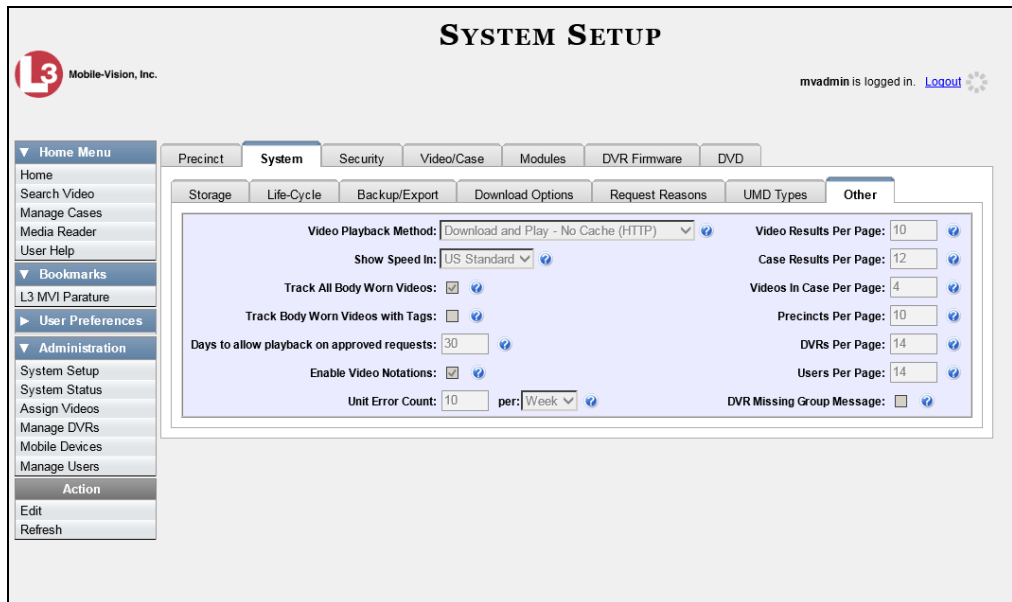 SYSTEM SETUP
L3 Mobile-Vision, Inc.
mvadmin is logged in. Logout
Home Menu
Home
Search Video
Manage Cases
Media Reader
User Help
Bookmarks
L3 MVI Parature
User Preferences
Administration
System Setup
System Status
Assign Videos
Manage DVRs
Mobile Devices
Manage Users
Action
Edit
Refresh
Precinct System Security Video/Case Modules DVR Firmware DVD
Storage Life-Cycle Backup/Export Download Options Request Reasons UMD Types Other
Video Playback Method: Download and Play - No Cache (HTTP) ?
Show Speed In: US Standard ?
Track All Body Worn Videos: ?
Track Body Worn Videos with Tags: ?
Days to allow playback on approved requests: 30 ?
Enable Video Notations: ?
Unit Error Count: 10 per: Week ?
Video Results Per Page: 10 ?
Case Results Per Page: 12 ?
Videos In Case Per Page: 4 ?
Precincts Per Page: 10 ?
DVRs Per Page: 14 ?
Users Per Page: 14 ?
DVR Missing Group Message: ?